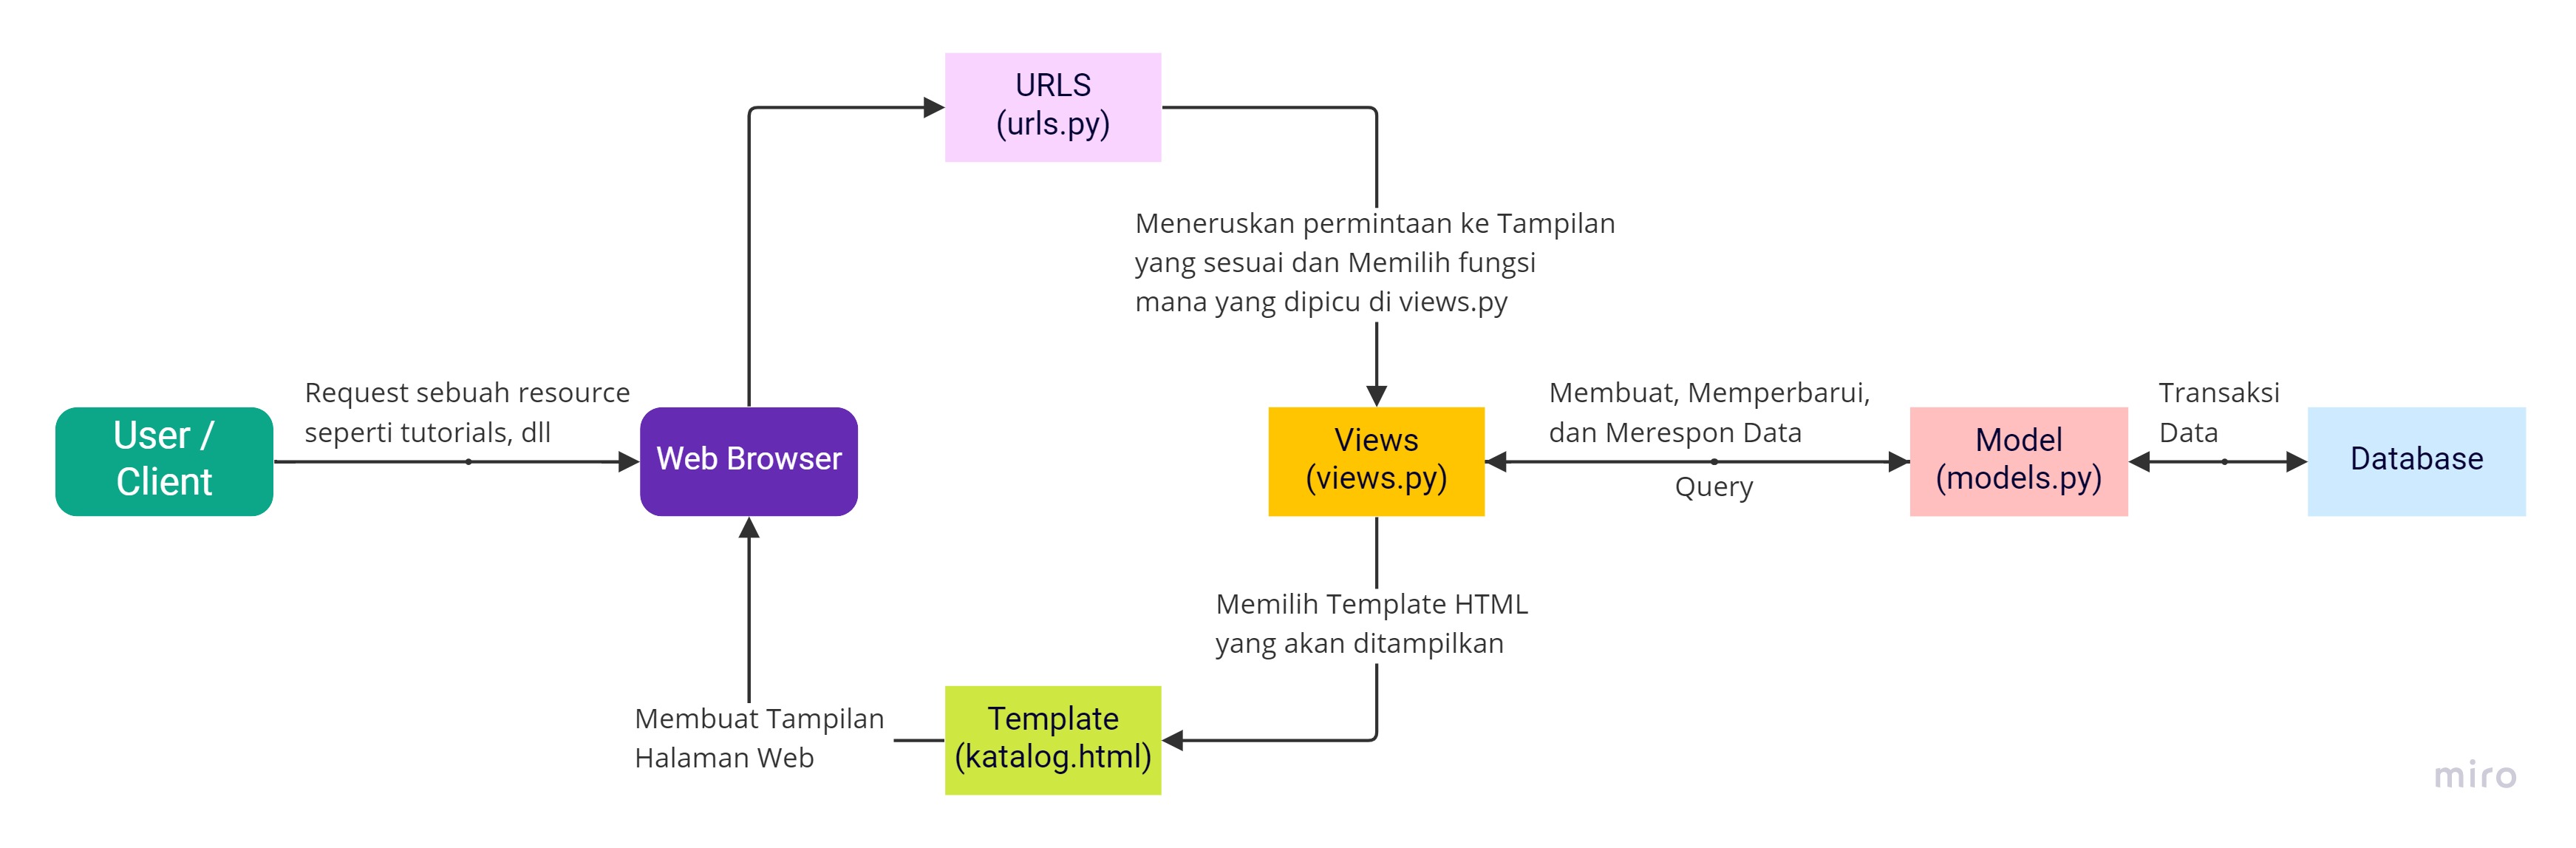 URLS
(urls.py)
Meneruskan permintaan ke Tampilan
yang sesuai dan Memilih fungsi
mana yang dipicu di views.py
Request sebuah resource
seperti tutorials, dll
User /
Client
Web Browser
Views
(views.py)
Membuat, Memperbarui,
dan Merespon Data
Query
Model
(models.py)
Transaksi
Data
Database
Memilih Template HTML
yang akan ditampilkan
Membuat Tampilan
Halaman Web
Template
(katalog.html)
miro